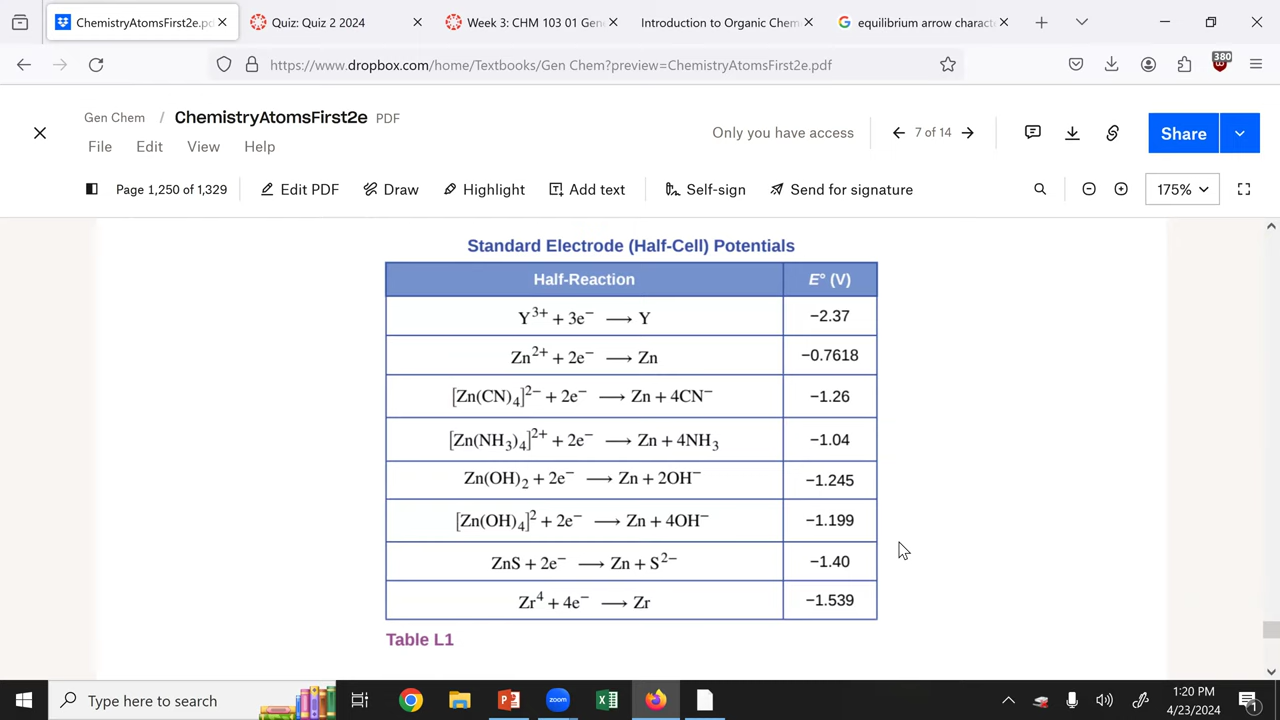 ChemistryAtomsFirst2e.pd
Quiz: Quiz 2 2024
Week 3: CHM 103 01 Gen
Introduction to Organic Chem
equilibrium arrow charact
https://www.dropbox.com/home/Textbooks/Gen Chem?preview=ChemistryAtomsFirst2e.pdf
380
Gen Chem / ChemistryAtomsFirst2e PDF
File Edit View Help
Only you have access
7 of 14
Share
Page 1,250 of 1,329
Edit PDF
Draw
Highlight
Add text
Self-sign
Send for signature
175%
Standard Electrode (Half-Cell) Potentials
Half-Reaction E° (V)
Y³⁺ + 3e⁻ ⟶ Y −2.37
Zn²⁺ + 2e⁻ ⟶ Zn −0.7618
[Zn(CN)₄]²⁻ + 2e⁻ ⟶ Zn + 4CN⁻ −1.26
[Zn(NH₃)₄]²⁺ + 2e⁻ ⟶ Zn + 4NH₃ −1.04
Zn(OH)₂ + 2e⁻ ⟶ Zn + 2OH⁻ −1.245
[Zn(OH)₄]² + 2e⁻ ⟶ Zn + 4OH⁻ −1.199
ZnS + 2e⁻ ⟶ Zn + S²⁻ −1.40
Zr⁴ + 4e⁻ ⟶ Zr −1.539
Table L1
Type here to search
zoom
1:20 PM
4/23/2024
1